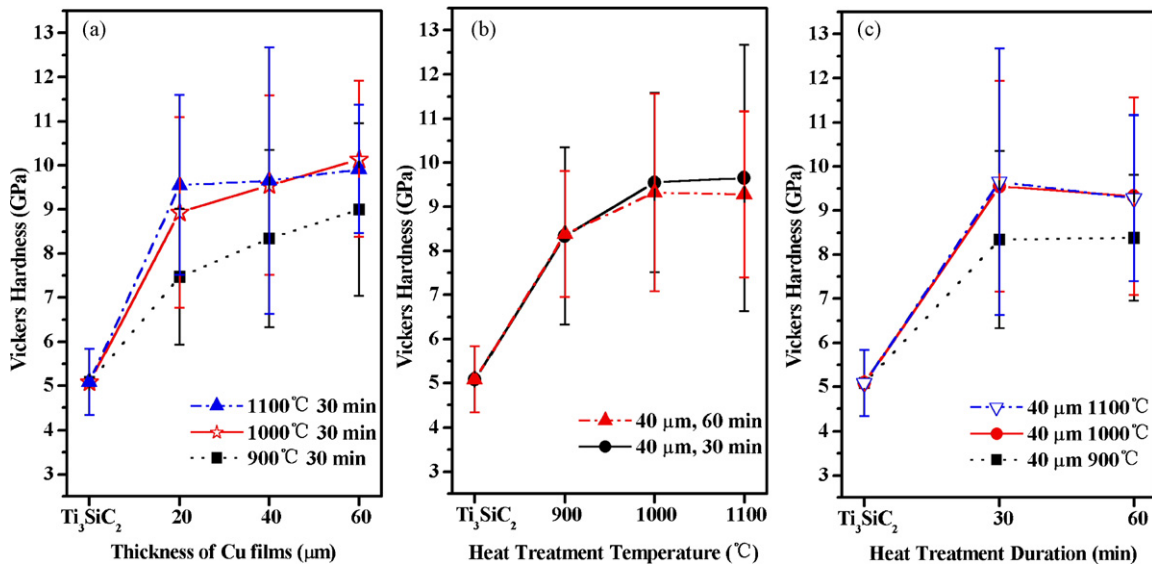 (a)
13
12
11
10
9
8
7
6
5
4
3
Vickers Hardness (GPa)
1100℃ 30 min
1000℃ 30 min
900℃ 30 min
Ti₃SiC₂ 20 40 60
Thickness of Cu films (μm)
(b)
13
12
11
10
9
8
7
6
5
4
3
Vickers Hardness (GPa)
40 μm, 60 min
40 μm, 30 min
Ti₃SiC₂ 900 1000 1100
Heat Treatment Temperature (℃)
(c)
13
12
11
10
9
8
7
6
5
4
3
Vickers Hardness (GPa)
40 μm 1100℃
40 μm 1000℃
40 μm 900℃
Ti₃SiC₂ 30 60
Heat Treatment Duration (min)